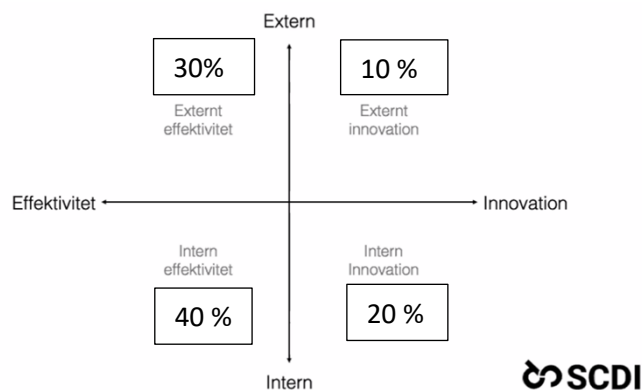 Extern
30%
10 %
Externt
effektivitet
Externt
innovation
Effektivitet
Innovation
Intern
effektivitet
Intern
Innovation
40 %
20 %
Intern
SCDI